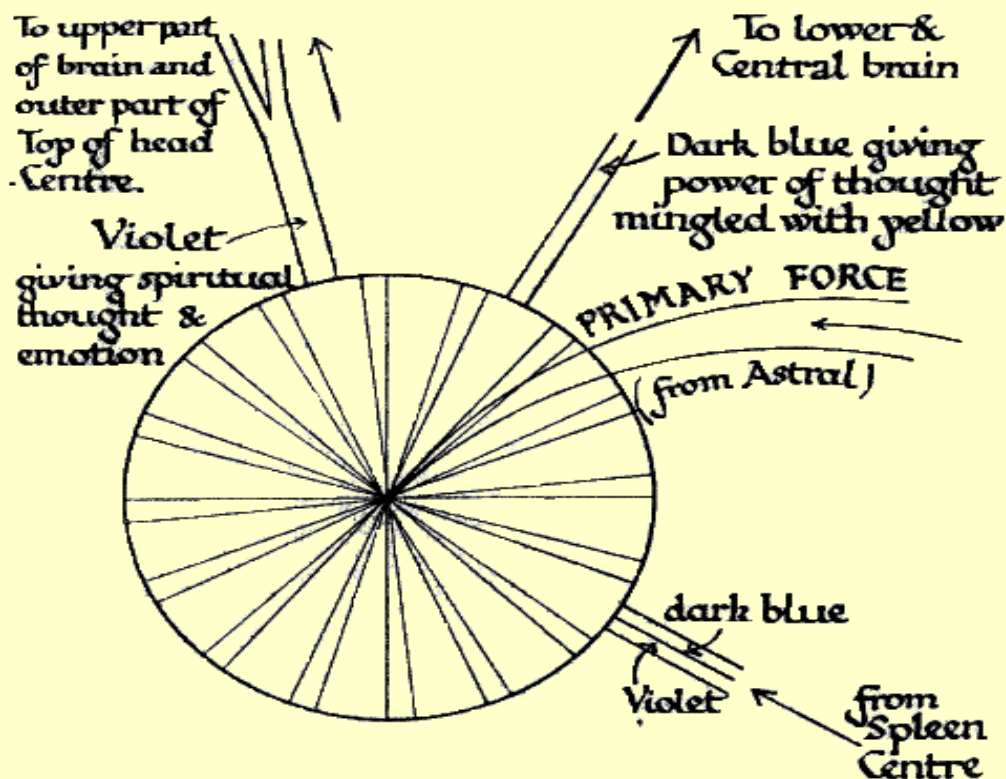 To upper part
of brain and
outer part of
Top of head
Centre.
Violet
giving spiritual
thought &
emotion
To lower &
Central brain
Dark blue giving
power of thought
mingled with yellow
PRIMARY FORCE
(from Astral)
dark blue
Violet
from
Spleen
Centre